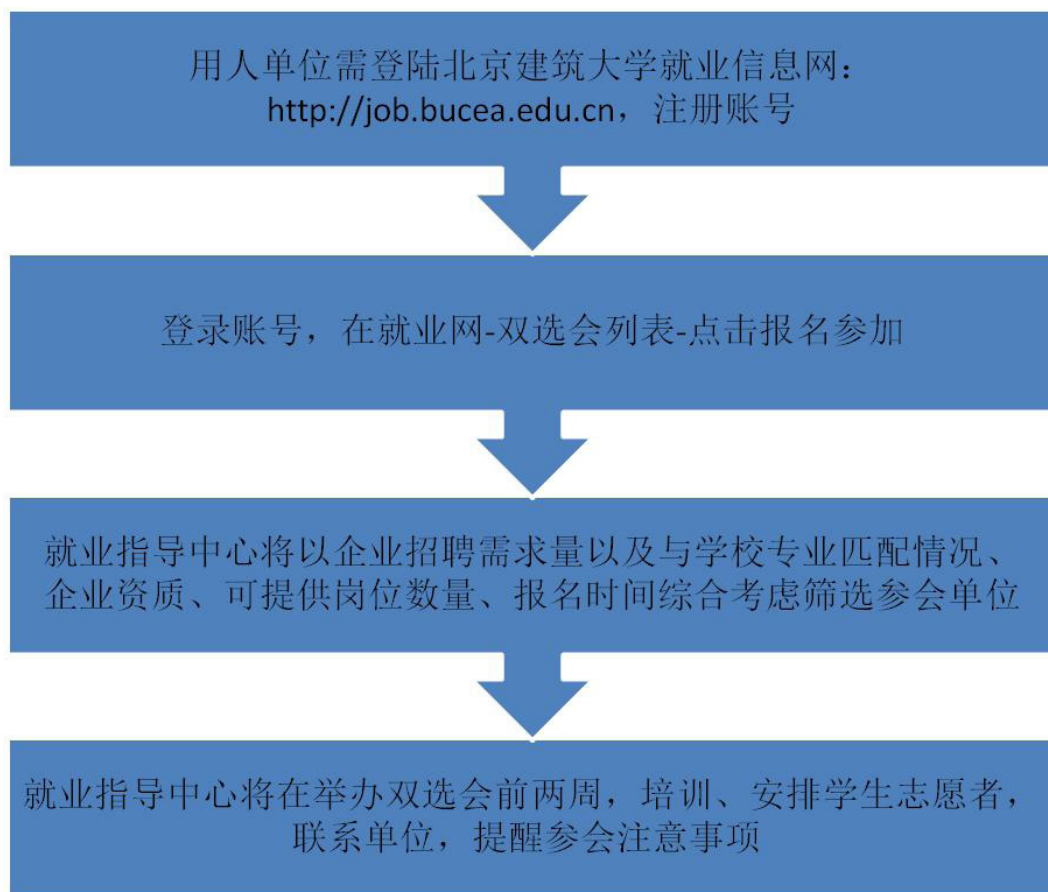 用人单位需登陆北京建筑大学就业信息网：
http://job.bucea.edu.cn，注册账号
登录账号，在就业网-双选会列表-点击报名参加
就业指导中心将以企业招聘需求量以及与学校专业匹配情况、
企业资质、可提供岗位数量、报名时间综合考虑筛选参会单位
就业指导中心将在举办双选会前两周，培训、安排学生志愿者，
联系单位，提醒参会注意事项